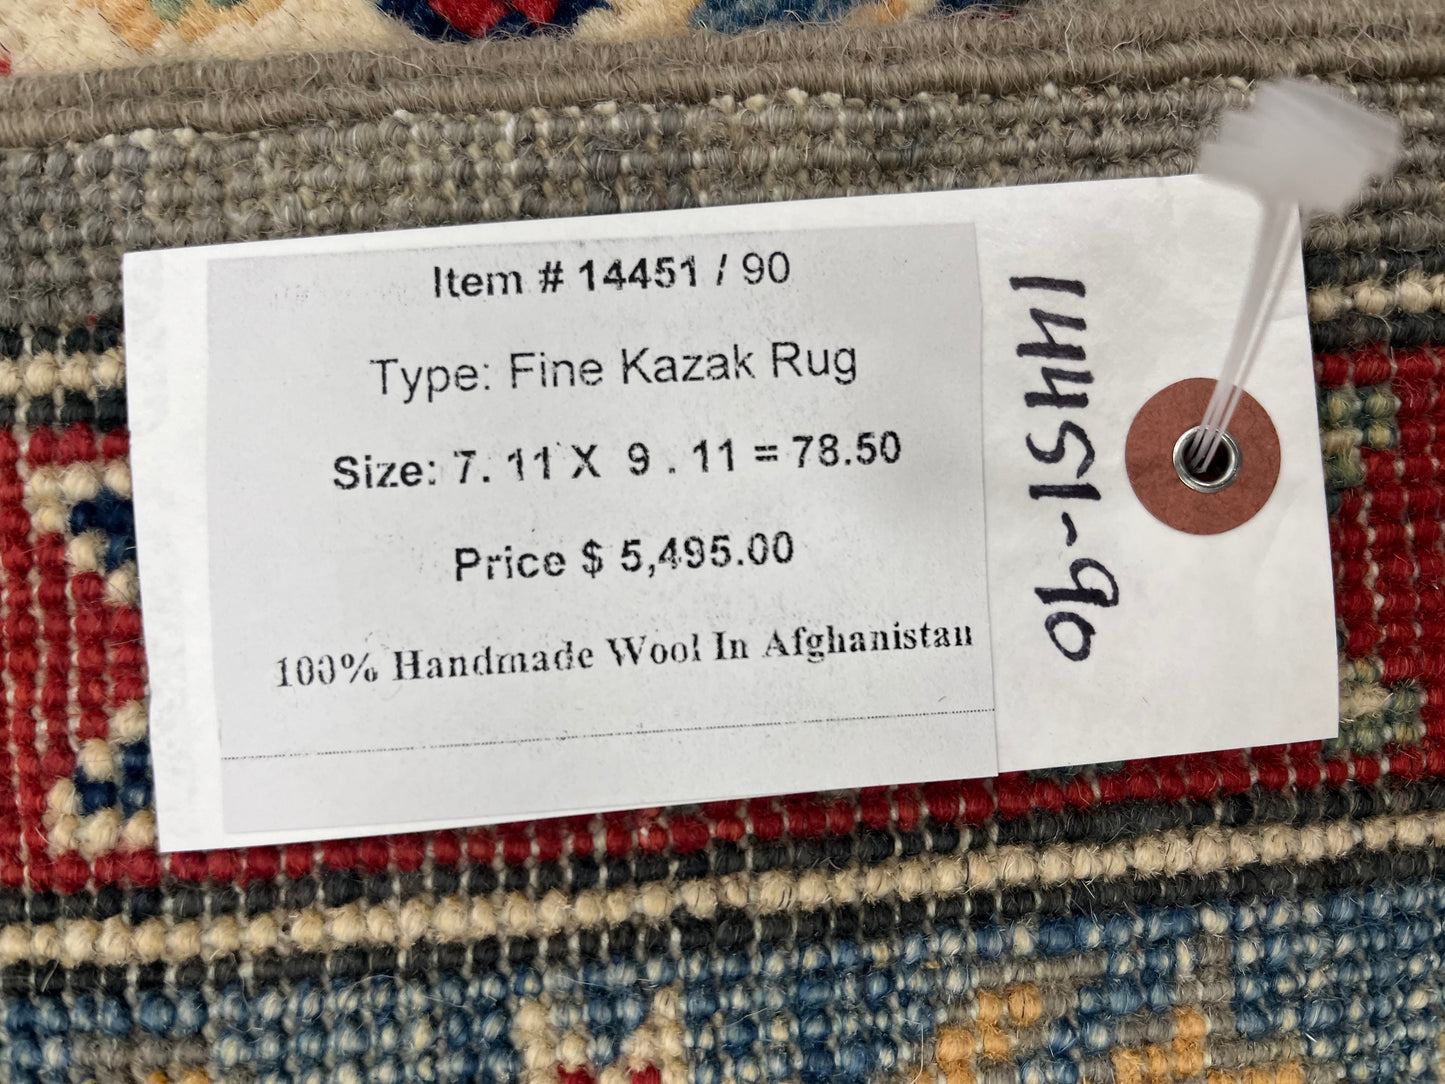 Item # 14451 / 90
Type: Fine Kazak Rug
Size: 7. 11 X 9 . 11 = 78.50
Price $ 5,495.00
100% Handmade Wool In Afghanistan
14451-90